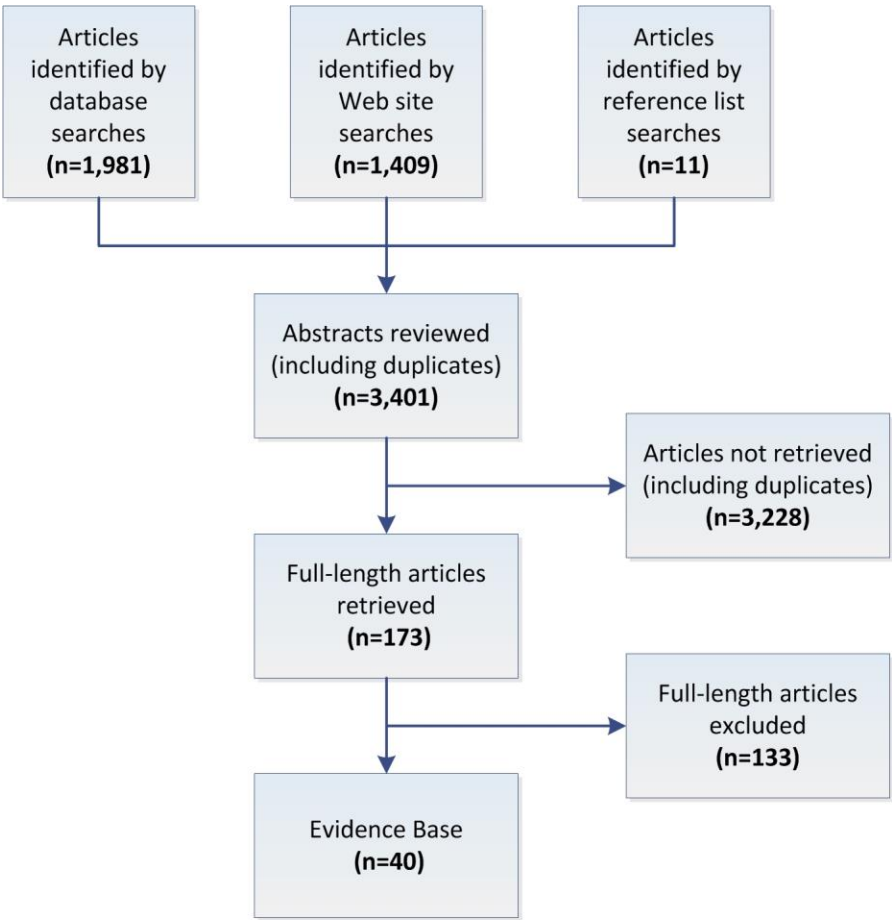 Articles
identified by
database
searches
(n=1,981)
Articles
identified by
Web site
searches
(n=1,409)
Articles
identified by
reference list
searches
(n=11)
Abstracts reviewed
(including duplicates)
(n=3,401)
Articles not retrieved
(including duplicates)
(n=3,228)
Full-length articles
retrieved
(n=173)
Full-length articles
excluded
(n=133)
Evidence Base
(n=40)